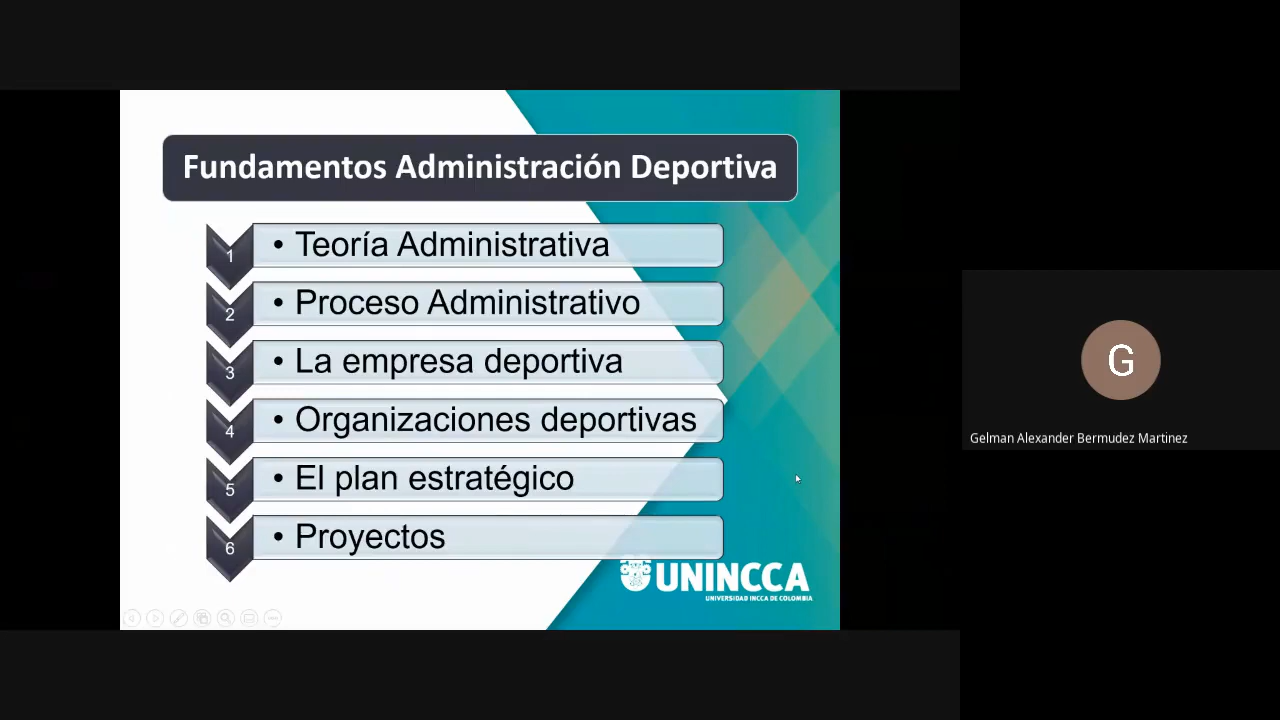 Fundamentos Administración Deportiva
1 • Teoría Administrativa
2 • Proceso Administrativo
3 • La empresa deportiva
4 • Organizaciones deportivas
5 • El plan estratégico
6 • Proyectos
UNINCCA
UNIVERSIDAD INCCA DE COLOMBIA
G
Gelman Alexander Bermudez Martinez